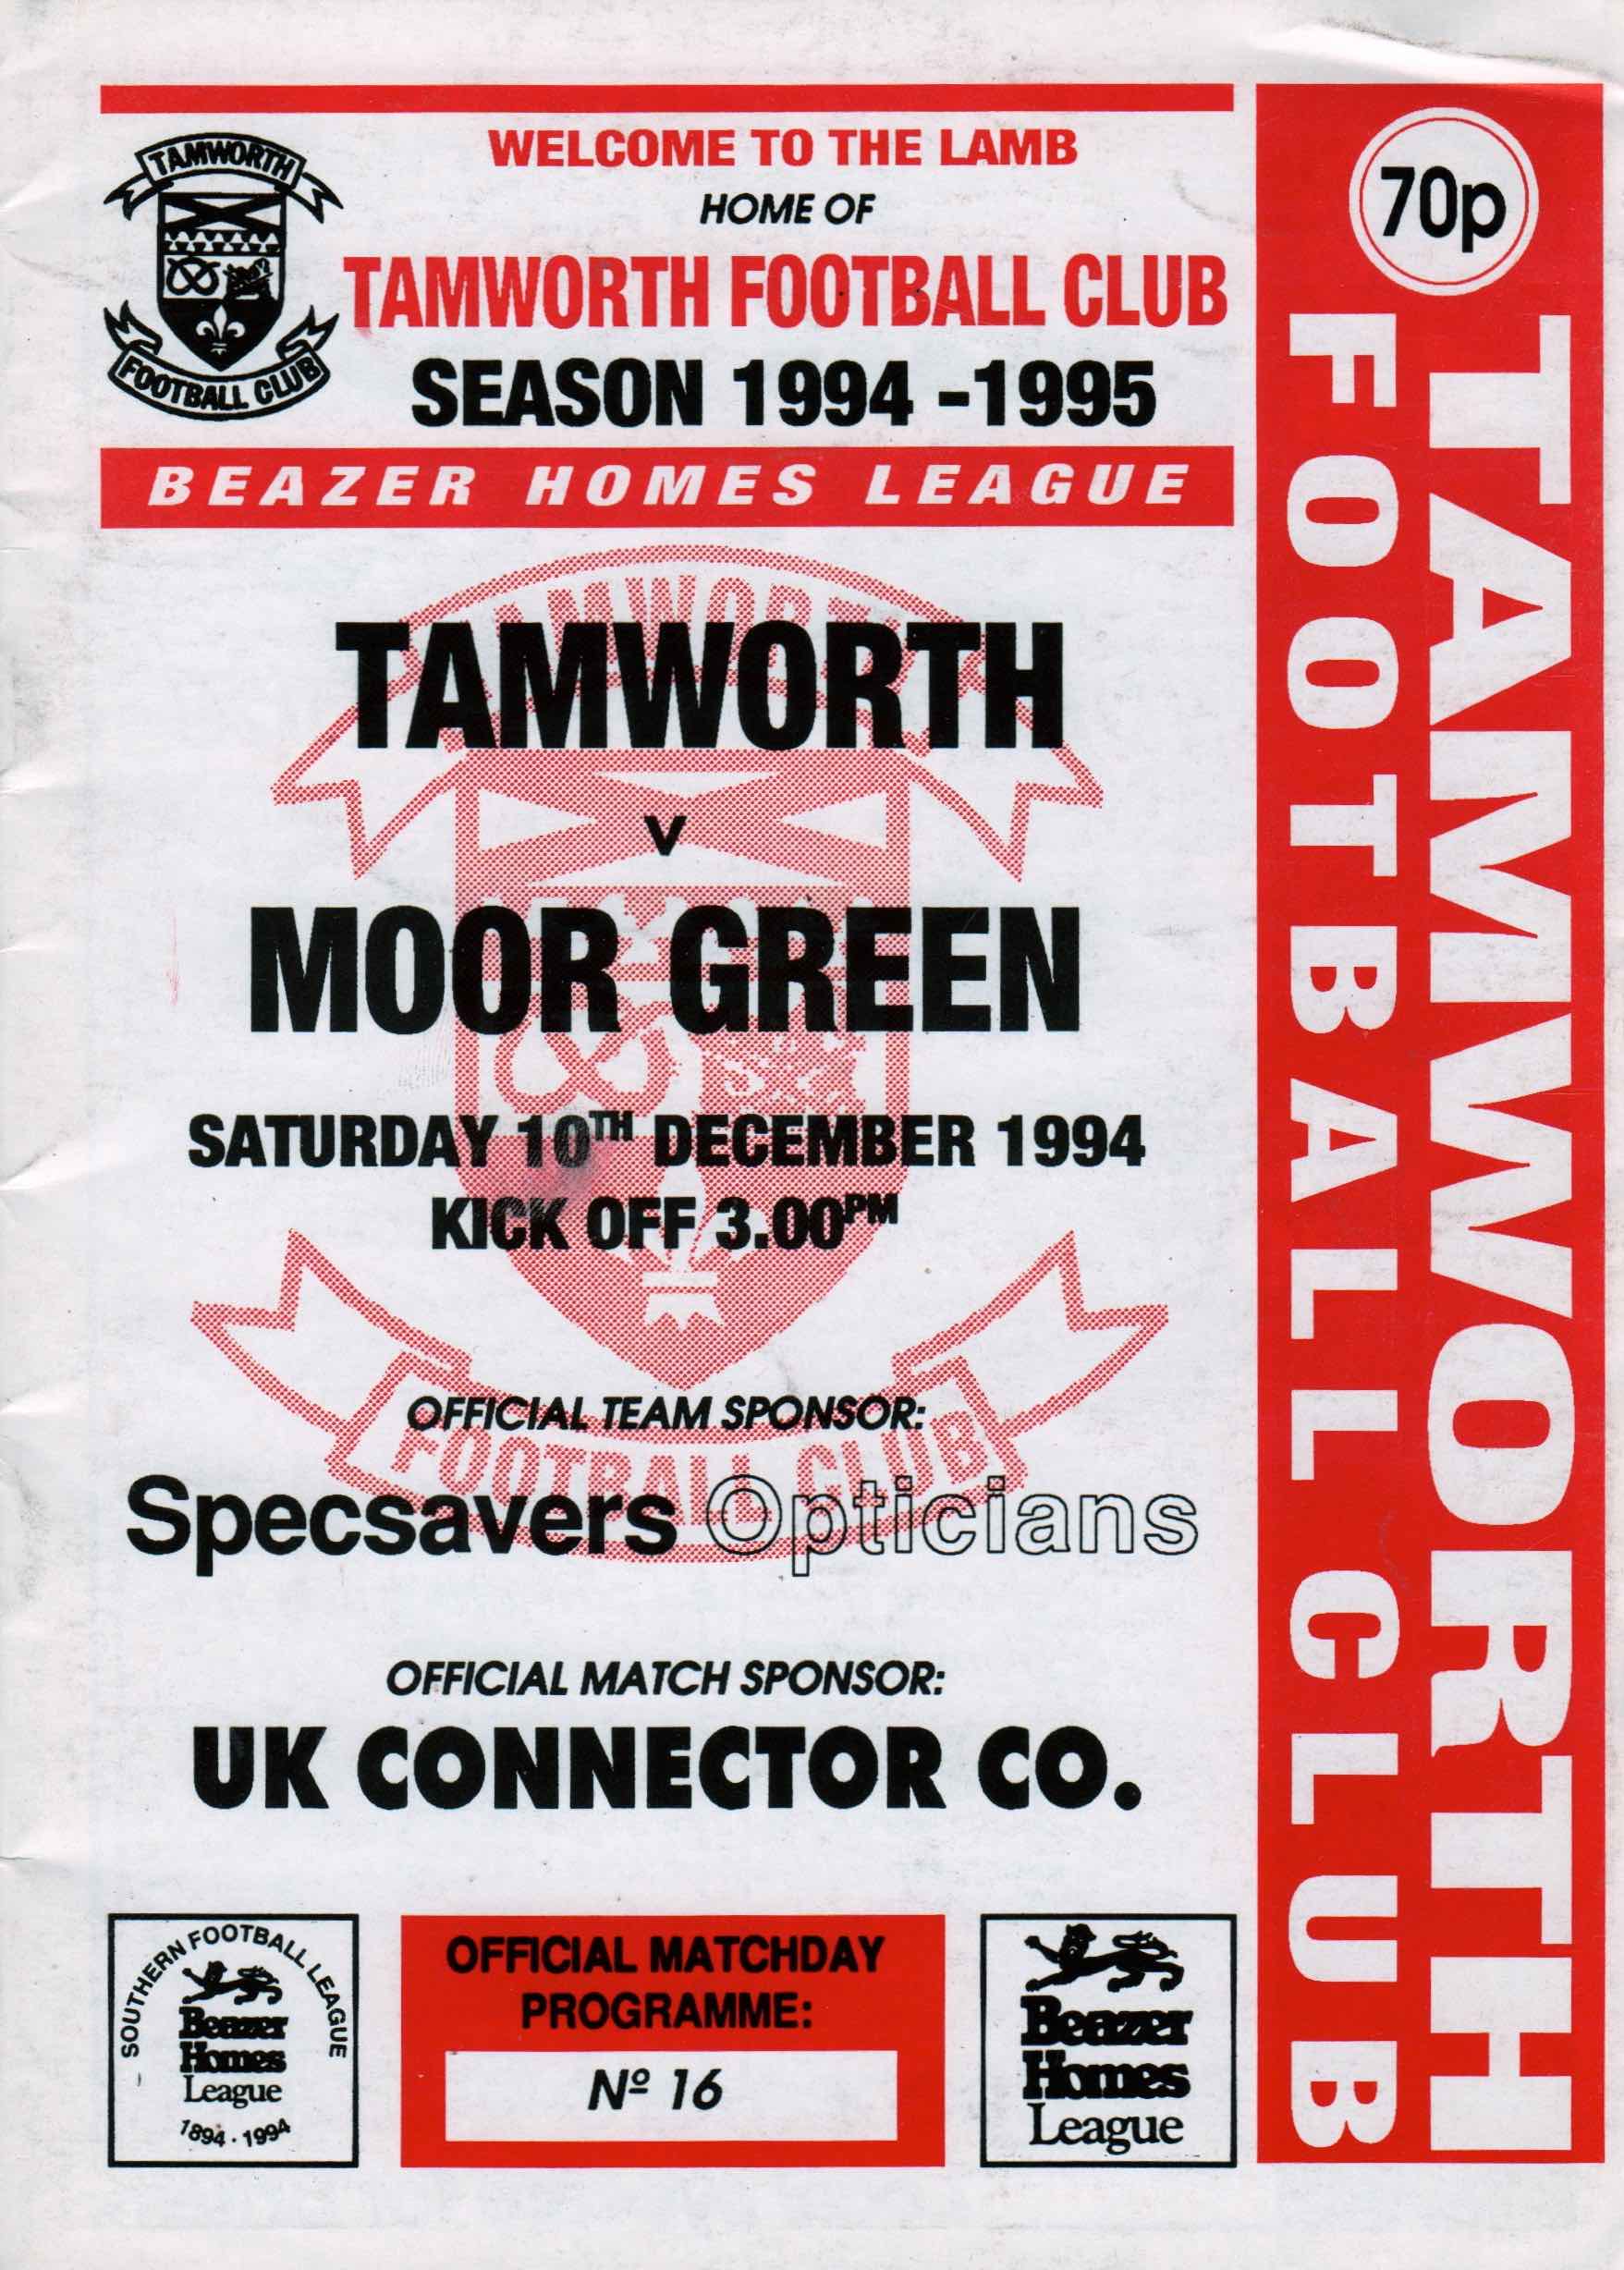 TAMWORTH
FOOTBALL CLUB
WELCOME TO THE LAMB
HOME OF
TAMWORTH FOOTBALL CLUB
SEASON 1994 -1995
BEAZER HOMES LEAGUE
70p
TAMWORTH
FOOTBALL CLUB
TAMWORTH
TAMWORTH
v
MOOR GREEN
SATURDAY 10TH DECEMBER 1994
KICK OFF 3.00PM
OFFICIAL TEAM SPONSOR:
FOOTBALL CLUB
Specsavers Opticians
OFFICIAL MATCH SPONSOR:
UK CONNECTOR CO.
SOUTHERN FOOTBALL LEAGUE
Beazer
Homes
League
1894 · 1994
OFFICIAL MATCHDAY
PROGRAMME:
Nº 16
Beazer
Homes
League